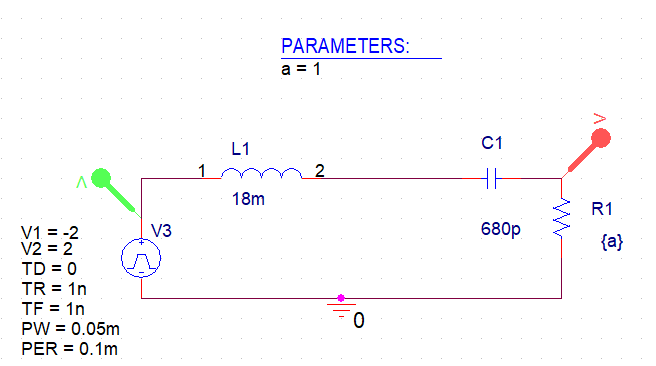 PARAMETERS:
a = 1
V
L1
1
2
18m
C1
680p
V
R1
{a}
V3
+
-
V1 = -2
V2 = 2
TD = 0
TR = 1n
TF = 1n
PW = 0.05m
PER = 0.1m
0